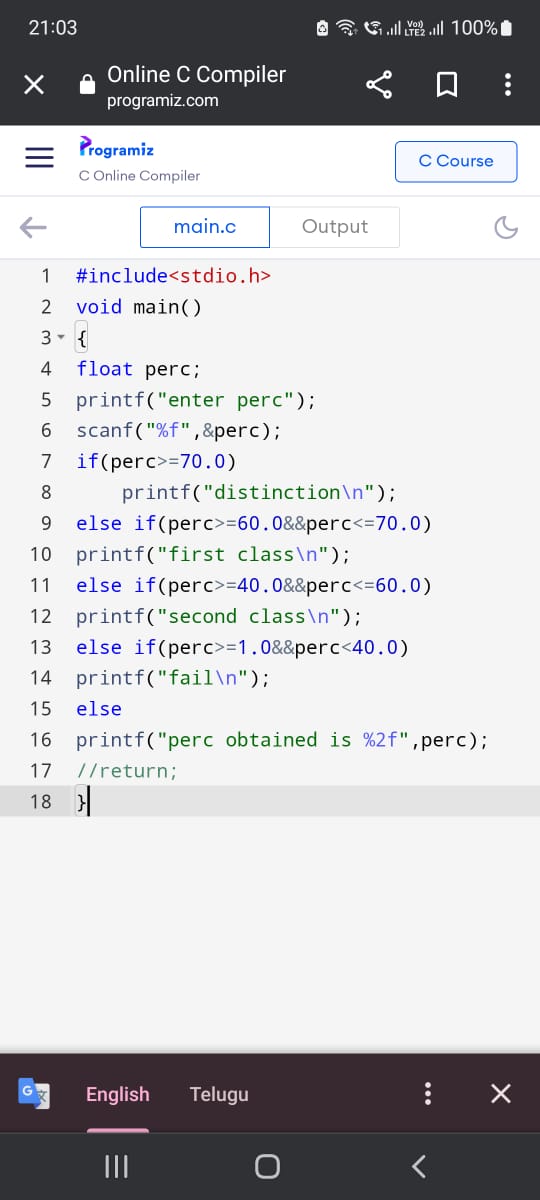 21:03 Vo)) LTE2 100%
Online C Compiler
programiz.com
Programiz
C Online Compiler
C Course
main.c Output
1 #include<stdio.h>
2 void main()
3 {
4 float perc;
5 printf("enter perc");
6 scanf("%f",&perc);
7 if(perc>=70.0)
8 printf("distinction\n");
9 else if(perc>=60.0&&perc<=70.0)
10 printf("first class\n");
11 else if(perc>=40.0&&perc<=60.0)
12 printf("second class\n");
13 else if(perc>=1.0&&perc<40.0)
14 printf("fail\n");
15 else
16 printf("perc obtained is %2f",perc);
17 //return;
18 }
G 文 English Telugu